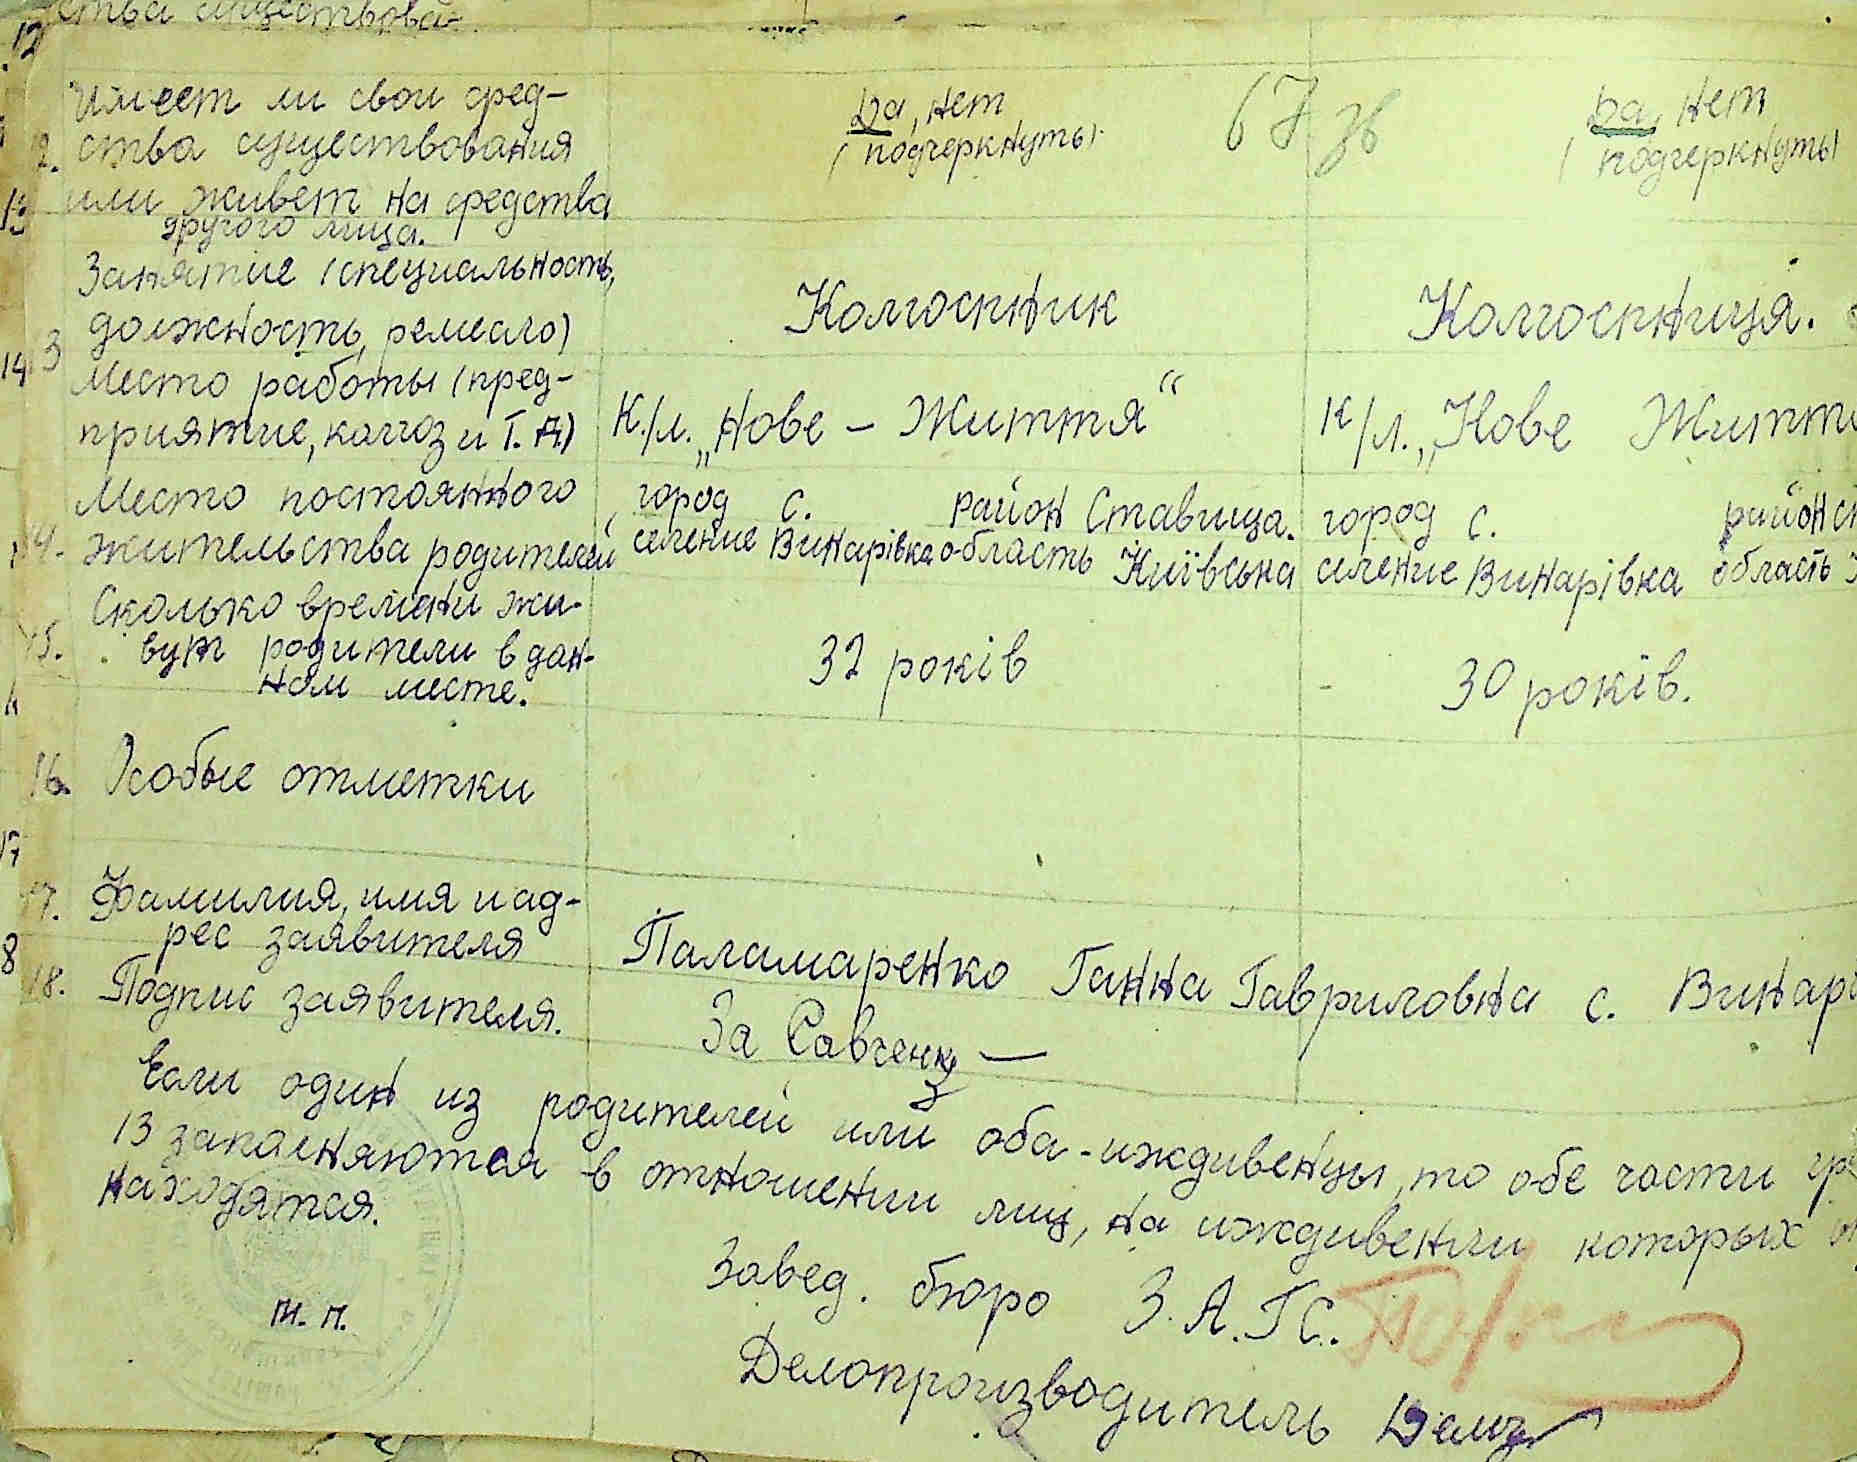 12.
Имеет ли свои сред-
ства существования
или живет на средства
другого лица.
да, нет
(подчеркнуть)
67 зв
да, нет
(подчеркнуть)
13
Занятие (специальность,
должность, ремесло)
Колгоспник
Колгоспниця.
Место работы (пред-
приятие, колгоз и Т. Д.)
К./л. „Нове - Життя“
К/л. „Нове Життя
14.
Место постоянного
жительства родителей
город с. район Ставища.
селение Винарівка область Київська
город с. район
селение Винарівка область
15.
Сколько времени жи-
вут родители в дан-
ном месте.
32 років
30 років.
16. Особые отметки
17. Фамилия, имя и ад-
рес заявителя
Паламаренко Ганна Гавриловна с. Винар
18. Подпис заявителя.
За Савченко —
Если один из родителей или оба - иждивенцы, то обе части
13 заполняются в отношении лиц, на иждивении которых
находятся.
м. п.
Завед. бюро З.А.ГС.
Делопроизводитель